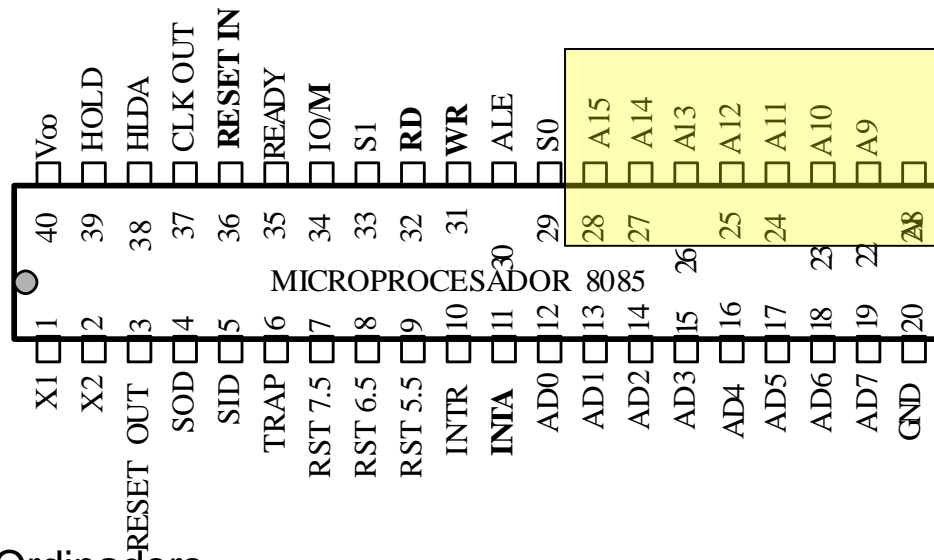 Vcc
HOLD
HLDA
CLK OUT
RESET IN
READY
IO/M
S1
RD
WR
ALE
S0
A15
A14
A13
A12
A11
A10
A9
40
39
38
37
36
35
34
33
32
31
30
29
28
27
26
25
24
23
22
MICROPROCESADOR 8085
1
2
3
4
5
6
7
8
9
10
11
12
13
14
15
16
17
18
19
20
X1
X2
RESET OUT
SOD
SID
TRAP
RST 7.5
RST 6.5
RST 5.5
INTR
INTA
AD0
AD1
AD2
AD3
AD4
AD5
AD6
AD7
GND